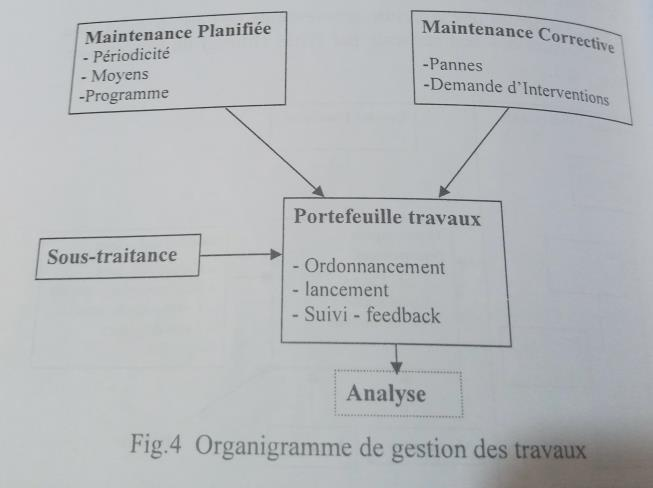 Maintenance Planifiée
- Périodicité
- Moyens
-Programme
Maintenance Corrective
-Pannes
-Demande d'Interventions
Sous-traitance
Portefeuille travaux
- Ordonnancement
- lancement
- Suivi - feedback
Analyse
Fig.4 Organigramme de gestion des travaux